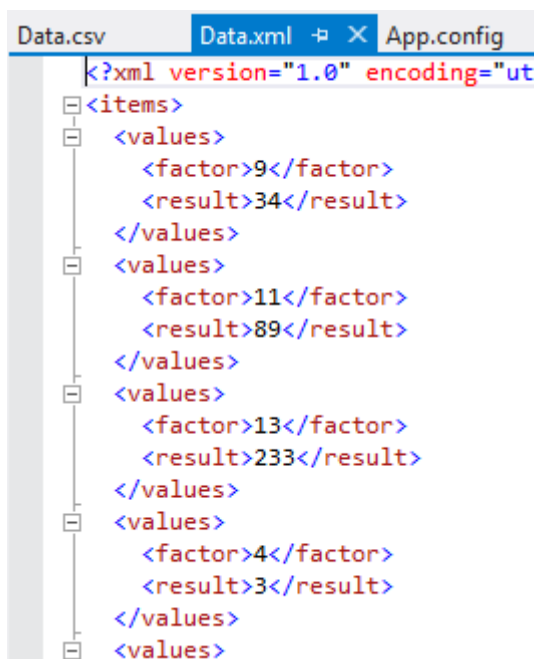 Data.csv Data.xml App.config
<?xml version="1.0" encoding="ut
<items>
<values>
<factor>9</factor>
<result>34</result>
</values>
<values>
<factor>11</factor>
<result>89</result>
</values>
<values>
<factor>13</factor>
<result>233</result>
</values>
<values>
<factor>4</factor>
<result>3</result>
</values>
<values>